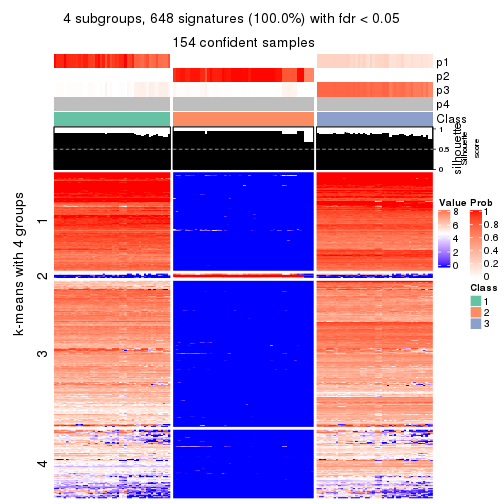 4 subgroups, 648 signatures (100.0%) with fdr < 0.05
154 confident samples
p1
p2
p3
p4
Class
1
0.5
0
silhouette
Silhouette
score
k-means with 4 groups
1
2
3
4
Value
8
6
4
2
0
Prob
1
0.8
0.6
0.4
0.2
0
Class
1
2
3